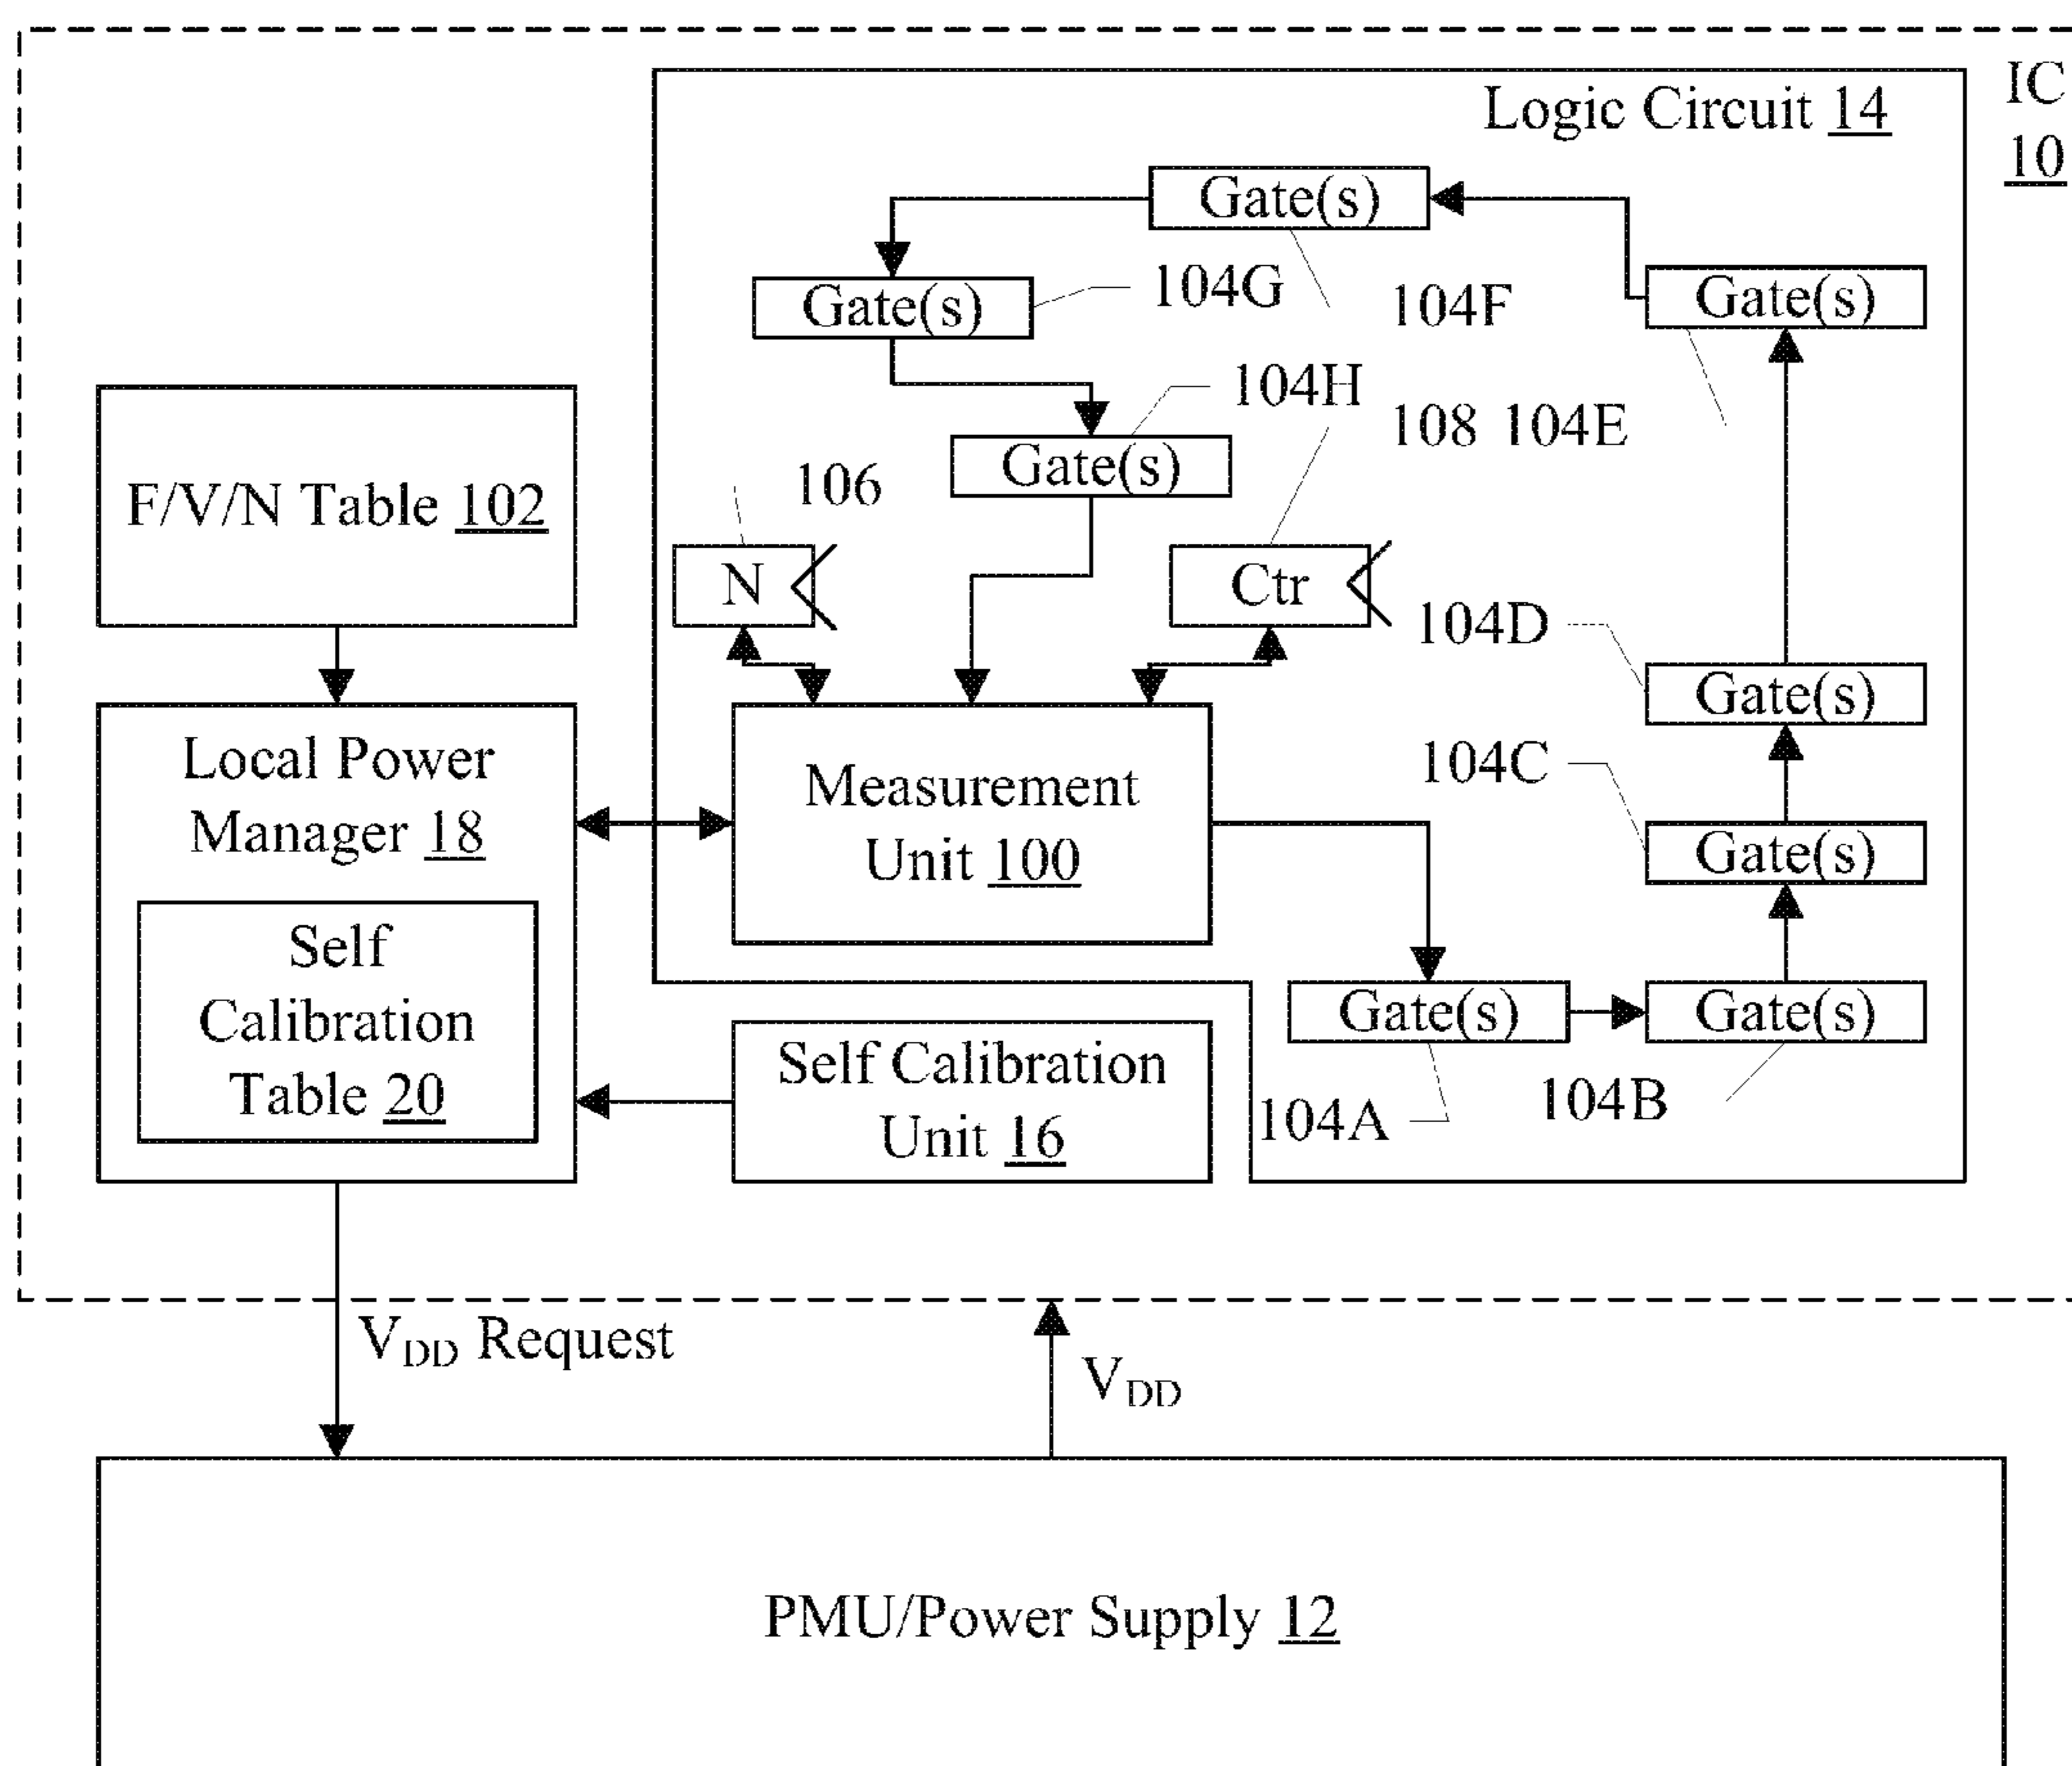 IC
10
Logic Circuit 14
Gate(s)
Gate(s)
104G
104F
Gate(s)
104H
108 104E
Gate(s)
106
F/V/N Table 102
N
Ctr
104D
Gate(s)
Local Power
Manager 18
104C
Measurement
Unit 100
Gate(s)
Self
Calibration
Table 20
Gate(s)
Gate(s)
Self Calibration
Unit 16
104A
104B
VDD Request
VDD
PMU/Power Supply 12